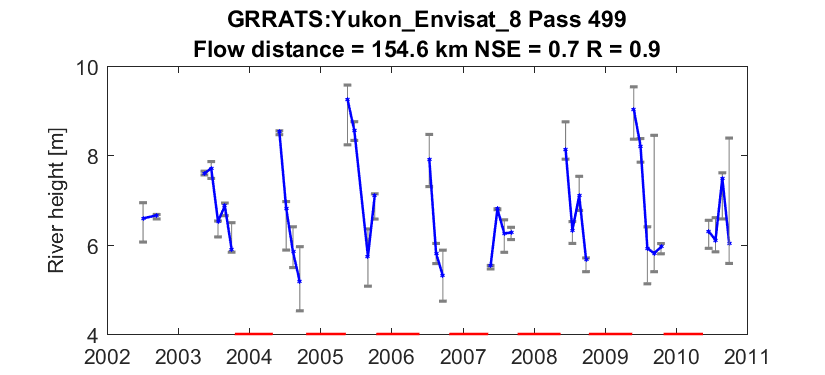 GRRATS:Yukon_Envisat_8 Pass 499
Flow distance = 154.6 km NSE = 0.7 R = 0.9
River height [m]
10
8
6
4
2002 2003 2004 2005 2006 2007 2008 2009 2010 2011